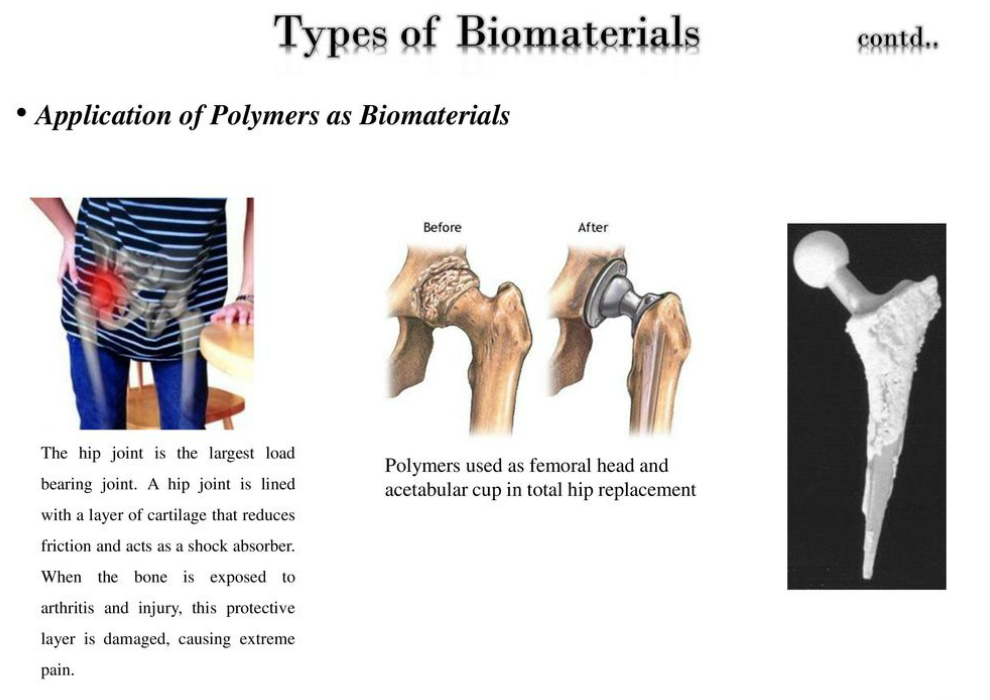 Types of Biomaterials contd..
• Application of Polymers as Biomaterials
Before After
The hip joint is the largest load
bearing joint. A hip joint is lined
with a layer of cartilage that reduces
friction and acts as a shock absorber.
When the bone is exposed to
arthritis and injury, this protective
layer is damaged, causing extreme
pain.
Polymers used as femoral head and
acetabular cup in total hip replacement